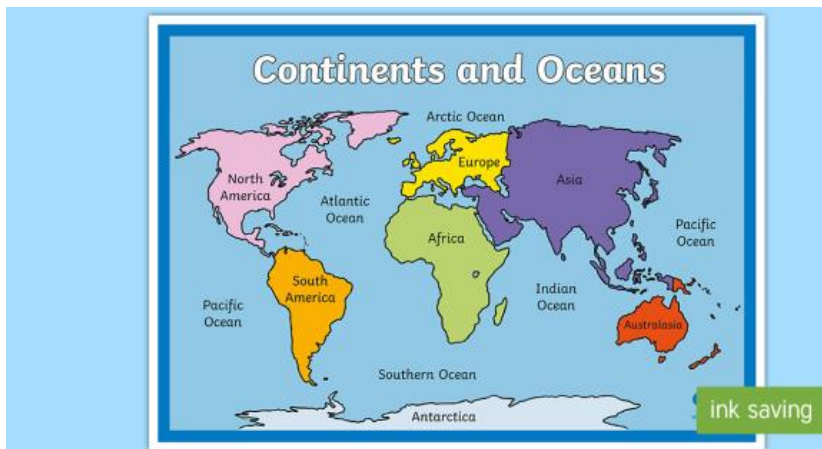 Continents and Oceans
Arctic Ocean
Europe
Asia
North
America
Atlantic
Ocean
Pacific
Ocean
Africa
South
America
Indian
Ocean
Pacific
Ocean
Australasia
Southern Ocean
Antarctica
ink saving